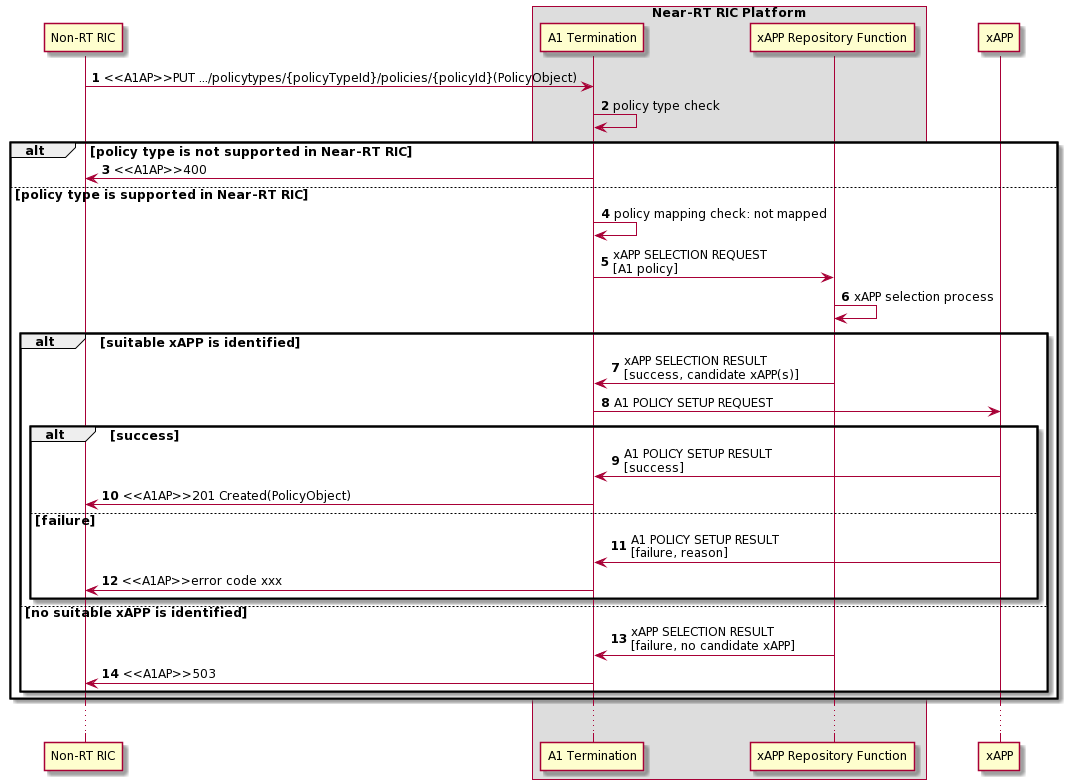 Near-RT RIC Platform
Non-RT RIC
A1 Termination
xAPP Repository Function
xAPP
1 <<A1AP>>PUT .../policytypes/{policyTypeId}/policies/{policyId}(PolicyObject)
2 policy type check
alt [policy type is not supported in Near-RT RIC]
3 <<A1AP>>400
[policy type is supported in Near-RT RIC]
4 policy mapping check: not mapped
5 xAPP SELECTION REQUEST
[A1 policy]
6 xAPP selection process
alt [suitable xAPP is identified]
7 xAPP SELECTION RESULT
[success, candidate xAPP(s)]
8 A1 POLICY SETUP REQUEST
alt [success]
9 A1 POLICY SETUP RESULT
[success]
10 <<A1AP>>201 Created(PolicyObject)
[failure]
11 A1 POLICY SETUP RESULT
[failure, reason]
12 <<A1AP>>error code xxx
[no suitable xAPP is identified]
13 xAPP SELECTION RESULT
[failure, no candidate xAPP]
14 <<A1AP>>503
Non-RT RIC
A1 Termination
xAPP Repository Function
xAPP